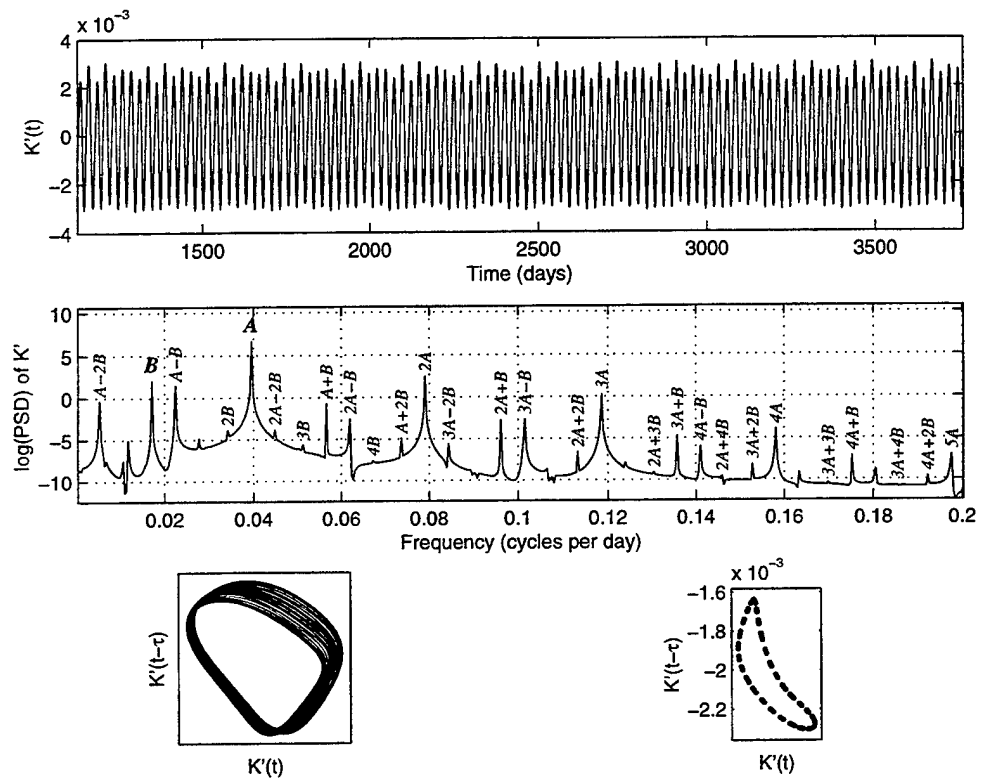 x 10⁻³
4
2
0
−2
−4
K'(t)
1500 2000 2500 3000 3500
Time (days)
10
5
0
−5
−10
log(PSD) of K'
A−2B B A−B 2B A 2A−2B 3B A+B 2A−B 4B A+2B 2A 3A−2B 2A+B 3A−B 2A+2B 3A 2A+3B 3A+B 4A−B 2A+4B 3A+2B 4A 3A+3B 4A+B 3A+4B 4A+2B 5A
0.02 0.04 0.06 0.08 0.1 0.12 0.14 0.16 0.18 0.2
Frequency (cycles per day)
K'(t−τ)
K'(t)
x 10⁻³
−1.6
−1.8
−2
−2.2
K'(t−τ)
K'(t)